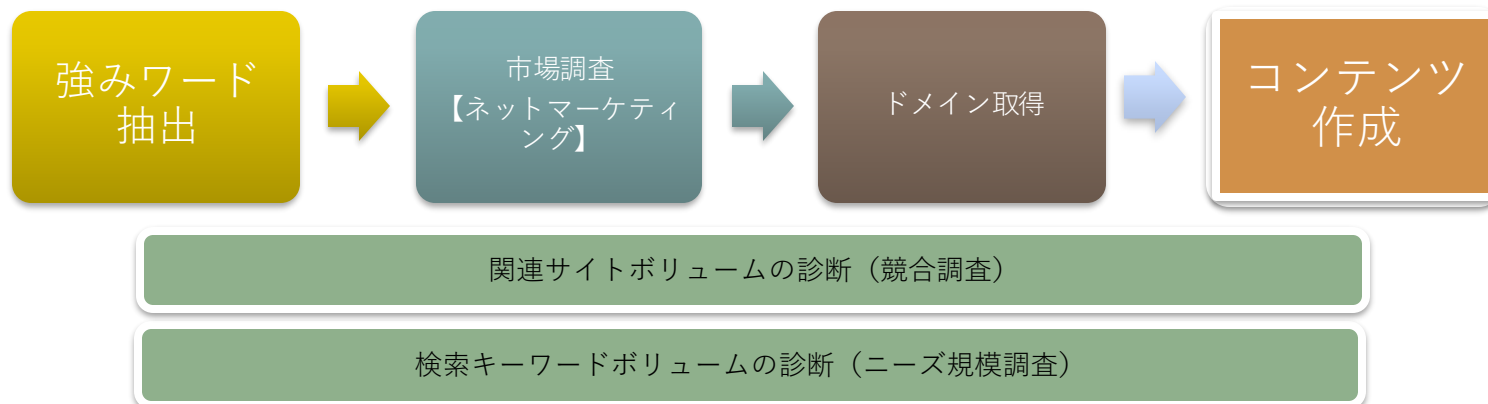 強みワード
抽出
市場調査
【ネットマーケティ
ング】
ドメイン取得
コンテンツ
作成
関連サイトボリュームの診断（競合調査）
検索キーワードボリュームの診断（ニーズ規模調査）